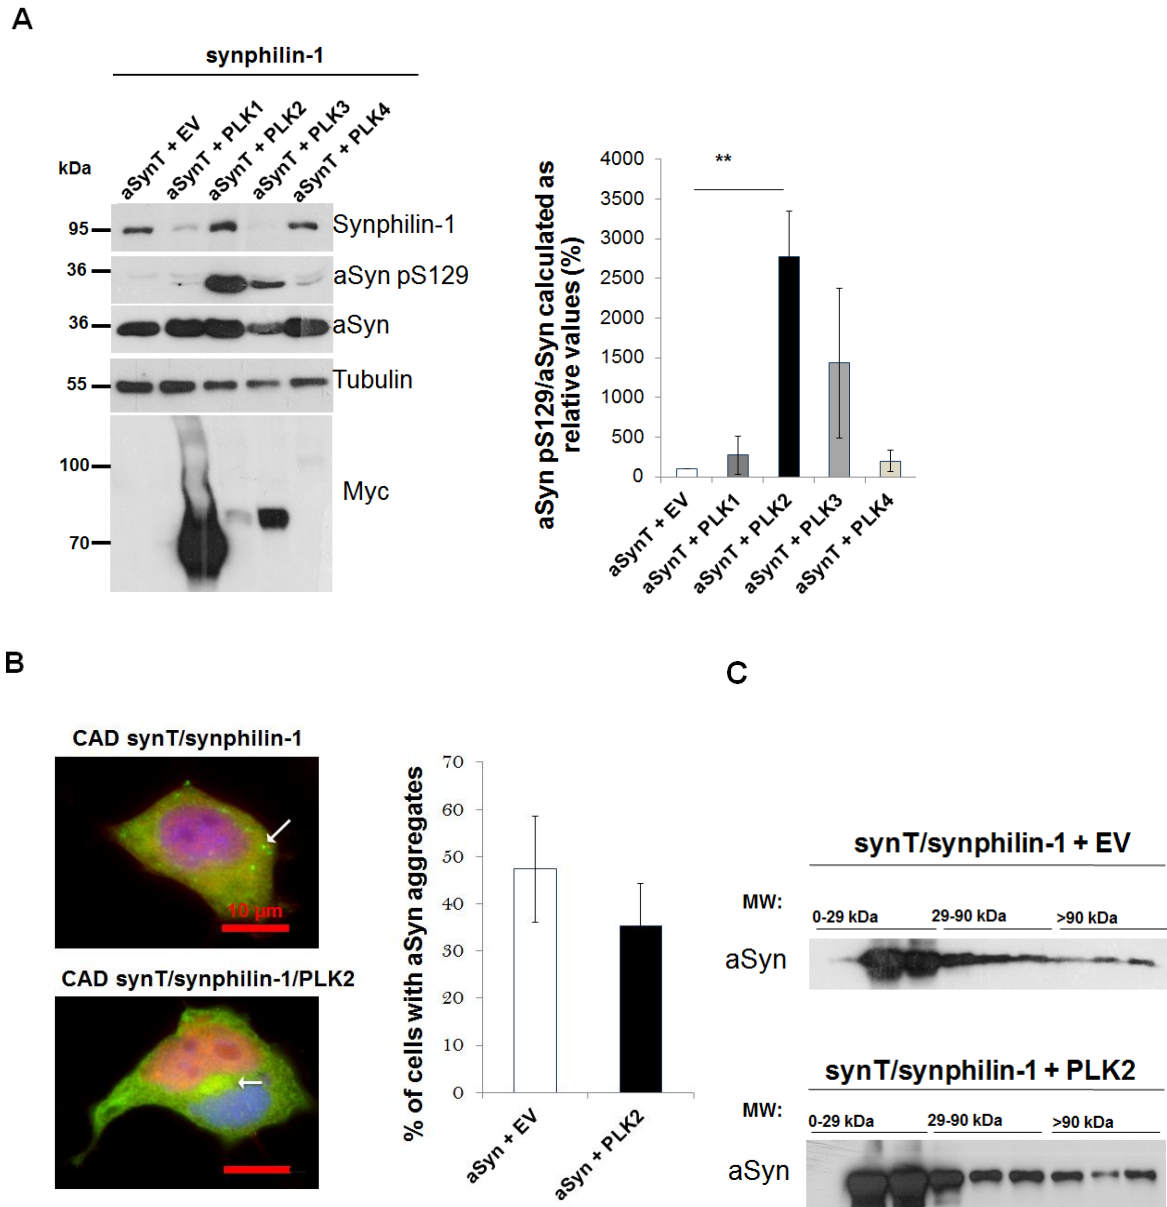 A
synphilin-1
kDa
aSynT + EV
aSynT + PLK1
aSynT + PLK2
aSynT + PLK3
aSynT + PLK4
95
Synphilin-1
36
aSyn pS129
36
aSyn
55
Tubulin
100
Myc
70
aSyn pS129/aSyn calculated as
relative values (%)
4000
3500
3000
2500
2000
1500
1000
500
0
**
aSynT + EV
aSynT + PLK1
aSynT + PLK2
aSynT + PLK3
aSynT + PLK4
B
CAD synT/synphilin-1
10 µm
CAD synT/synphilin-1/PLK2
% of cells with aSyn aggregates
70
60
50
40
30
20
10
0
aSyn + EV
aSyn + PLK2
C
synT/synphilin-1 + EV
MW:
0-29 kDa 29-90 kDa >90 kDa
aSyn
synT/synphilin-1 + PLK2
MW:
0-29 kDa 29-90 kDa >90 kDa
aSyn